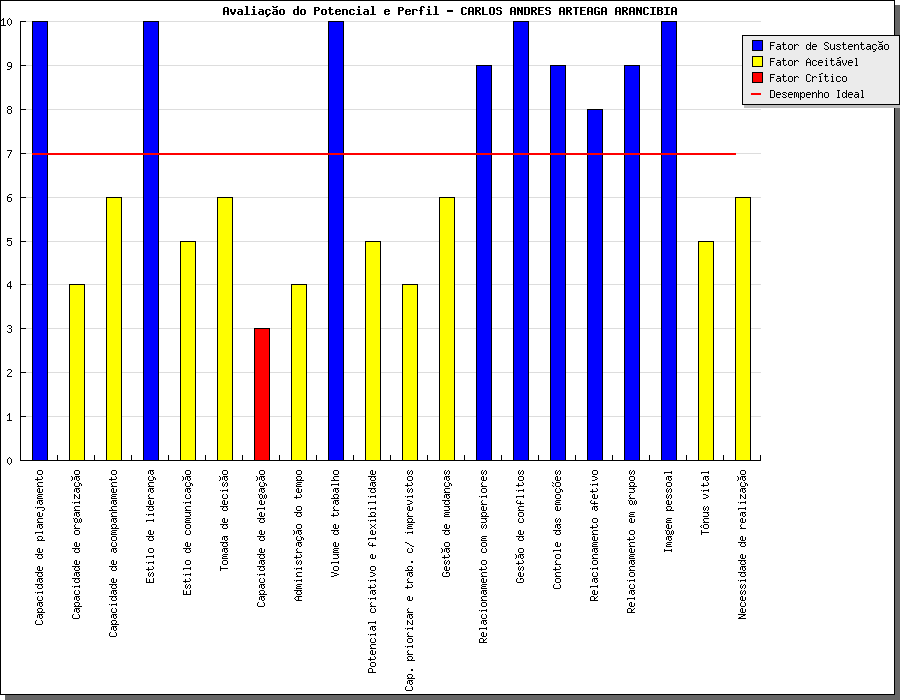 Avaliação do Potencial e Perfil - CARLOS ANDRES ARTEAGA ARANCIBIA
Fator de Sustentação
Fator Aceitável
Fator Crítico
Desempenho Ideal
10
9
8
7
6
5
4
3
2
1
0
Capacidade de planejamento
Capacidade de organização
Capacidade de acompanhamento
Estilo de liderança
Estilo de comunicação
Tomada de decisão
Capacidade de delegação
Administração do tempo
Volume de trabalho
Potencial criativo e flexibilidade
Cap. priorizar e trab. c/ imprevistos
Gestão de mudanças
Relacionamento com superiores
Gestão de conflitos
Controle das emoções
Relacionamento afetivo
Relacionamento em grupos
Imagem pessoal
Tônus vital
Necessidade de realização